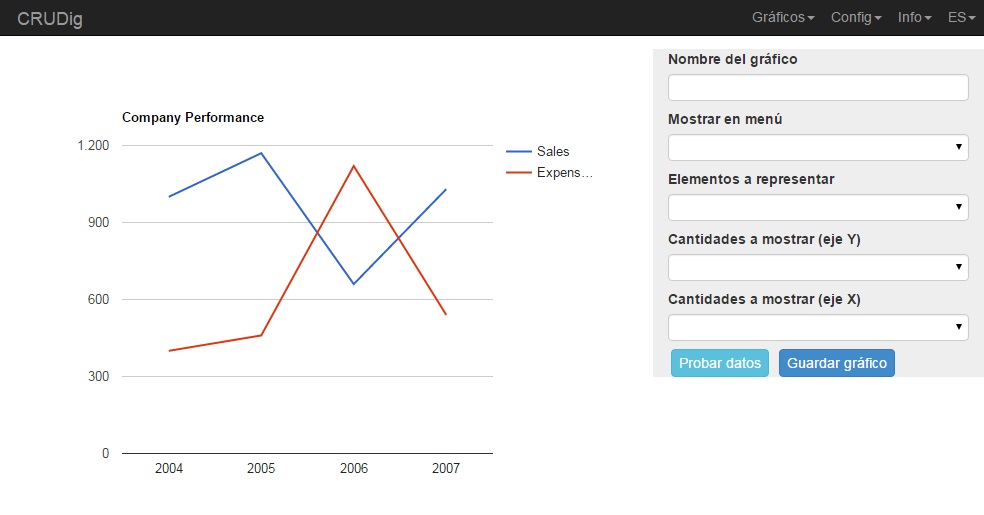 CRUDig
Gráficos Config Info ES
Company Performance
1.200
900
600
300
0
2004 2005 2006 2007
Sales
Expens...
Nombre del gráfico
Mostrar en menú
Elementos a representar
Cantidades a mostrar (eje Y)
Cantidades a mostrar (eje X)
Probar datos Guardar gráfico